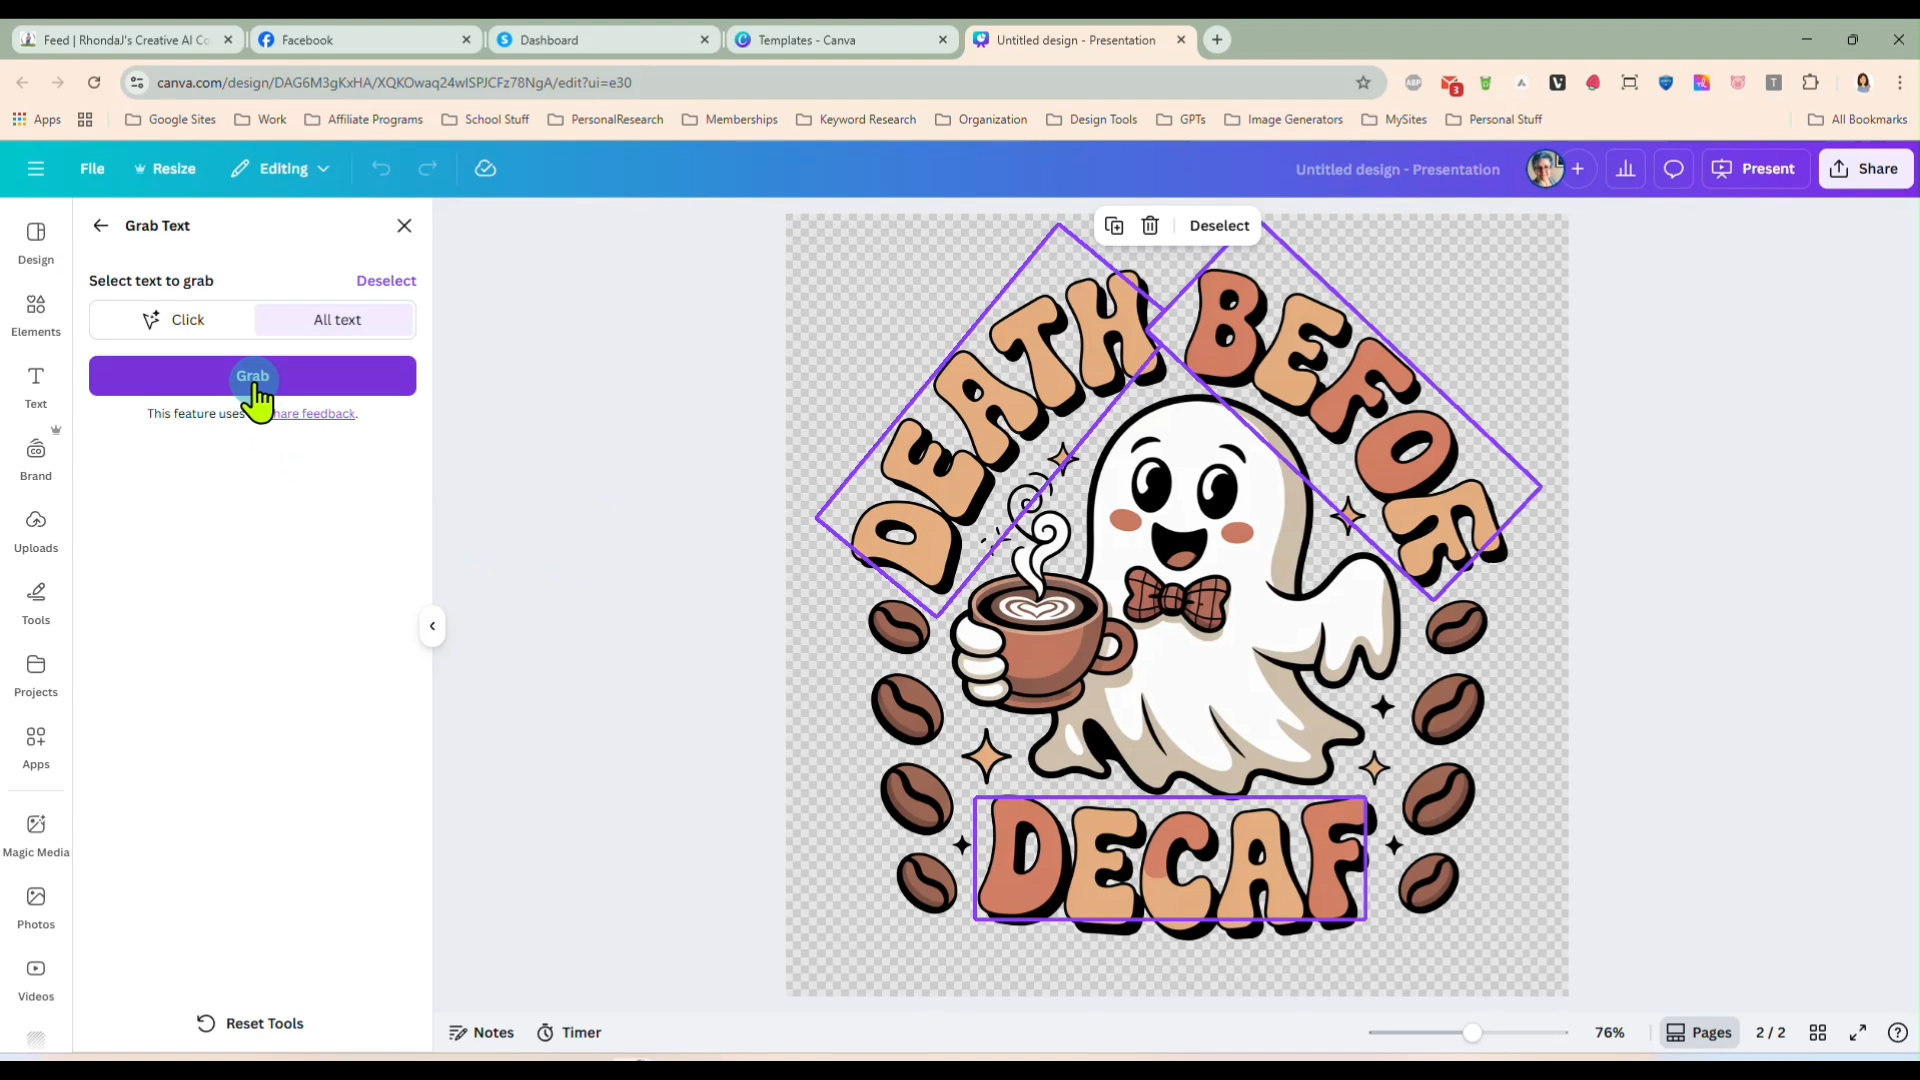 Feed | RhondaJ's Creative AI Co
Facebook
Dashboard
Templates - Canva
Untitled design - Presentation
canva.com/design/DAG6M3gKxHA/XQKOwaq24wISPJCFz78NgA/edit?ui=e30
ABP
3
T
Apps
Google Sites
Work
Affiliate Programs
School Stuff
PersonalResearch
Memberships
Keyword Research
Organization
Design Tools
GPTs
Image Generators
MySites
Personal Stuff
All Bookmarks
File
Resize
Editing
Untitled design - Presentation
Present
Share
Design
Elements
Text
Brand
Uploads
Tools
Projects
Apps
Magic Media
Photos
Videos
Grab Text
Select text to grab
Deselect
Click
All text
Grab
This feature uses
hare feedback.
Reset Tools
Deselect
DEATH BEFORE
DECAF
Notes
Timer
76%
Pages
2 / 2